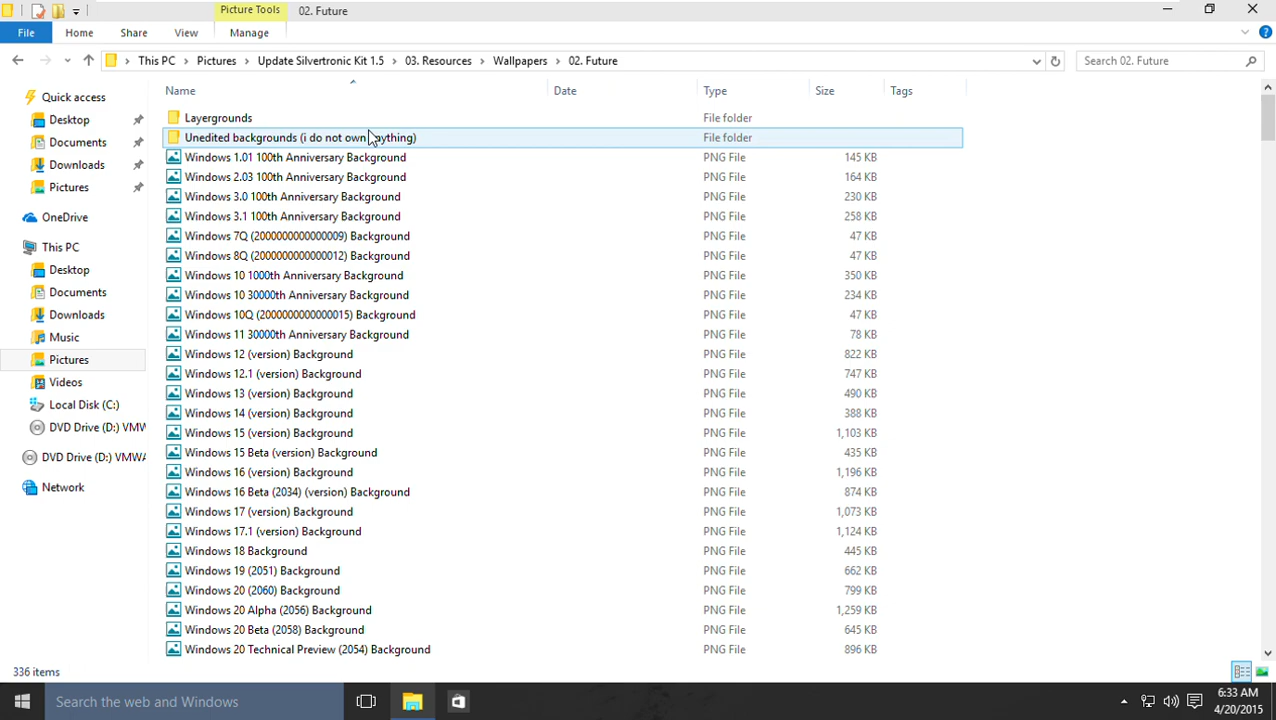 Picture Tools
02. Future
File
Home
Share
View
Manage
This PC
Pictures
Update Silvertronic Kit 1.5
03. Resources
Wallpapers
02. Future
Search 02. Future
Name
Date
Type
Size
Tags
Quick access
Desktop
Documents
Downloads
Pictures
OneDrive
This PC
Desktop
Documents
Downloads
Music
Pictures
Videos
Local Disk (C:)
DVD Drive (D:) VMW
DVD Drive (D:) VMWA
Network
Layergrounds File folder
Unedited backgrounds (i do not own ything) File folder
Windows 1.01 100th Anniversary Background PNG File 145 KB
Windows 2.03 100th Anniversary Background PNG File 164 KB
Windows 3.0 100th Anniversary Background PNG File 230 KB
Windows 3.1 100th Anniversary Background PNG File 258 KB
Windows 7Q (2000000000000009) Background PNG File 47 KB
Windows 8Q (2000000000000012) Background PNG File 47 KB
Windows 10 1000th Anniversary Background PNG File 350 KB
Windows 10 30000th Anniversary Background PNG File 234 KB
Windows 10Q (2000000000000015) Background PNG File 47 KB
Windows 11 30000th Anniversary Background PNG File 78 KB
Windows 12 (version) Background PNG File 822 KB
Windows 12.1 (version) Background PNG File 747 KB
Windows 13 (version) Background PNG File 490 KB
Windows 14 (version) Background PNG File 388 KB
Windows 15 (version) Background PNG File 1,103 KB
Windows 15 Beta (version) Background PNG File 435 KB
Windows 16 (version) Background PNG File 1,196 KB
Windows 16 Beta (2034) (version) Background PNG File 874 KB
Windows 17 (version) Background PNG File 1,073 KB
Windows 17.1 (version) Background PNG File 1,124 KB
Windows 18 Background PNG File 445 KB
Windows 19 (2051) Background PNG File 662 KB
Windows 20 (2060) Background PNG File 799 KB
Windows 20 Alpha (2056) Background PNG File 1,259 KB
Windows 20 Beta (2058) Background PNG File 645 KB
Windows 20 Technical Preview (2054) Background PNG File 896 KB
336 items
Search the web and Windows
6:33 AM
4/20/2015